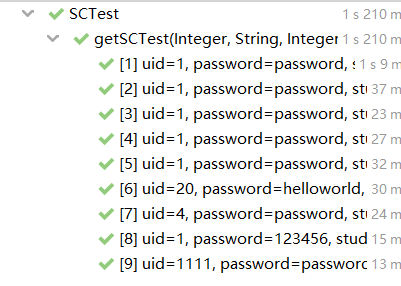 SCTest 1 s 210 m
getSCTest(Integer, String, Integer 1 s 210 m
[1] uid=1, password=password, s 1 s 9 m
[2] uid=1, password=password, stu 37 m
[3] uid=1, password=password, stu 23 m
[4] uid=1, password=password, stu 27 m
[5] uid=1, password=password, stu 32 m
[6] uid=20, password=helloworld, 30 m
[7] uid=4, password=password, stu 24 m
[8] uid=1, password=123456, stud 15 m
[9] uid=1111, password=password 13 m